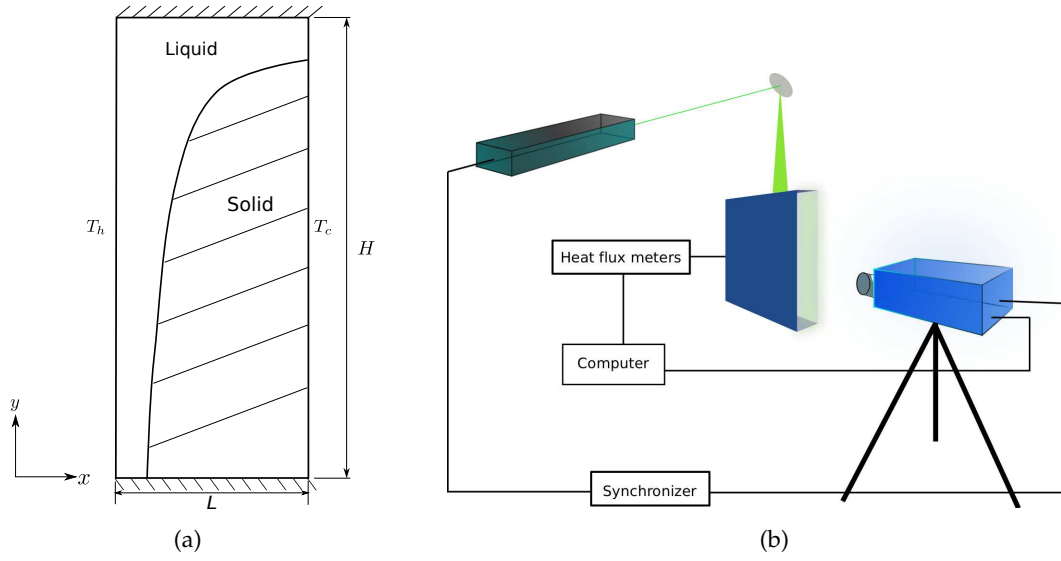 Liquid
Solid
T_h
T_c
H
y
x
L
(a)
Heat flux meters
Computer
Synchronizer
(b)